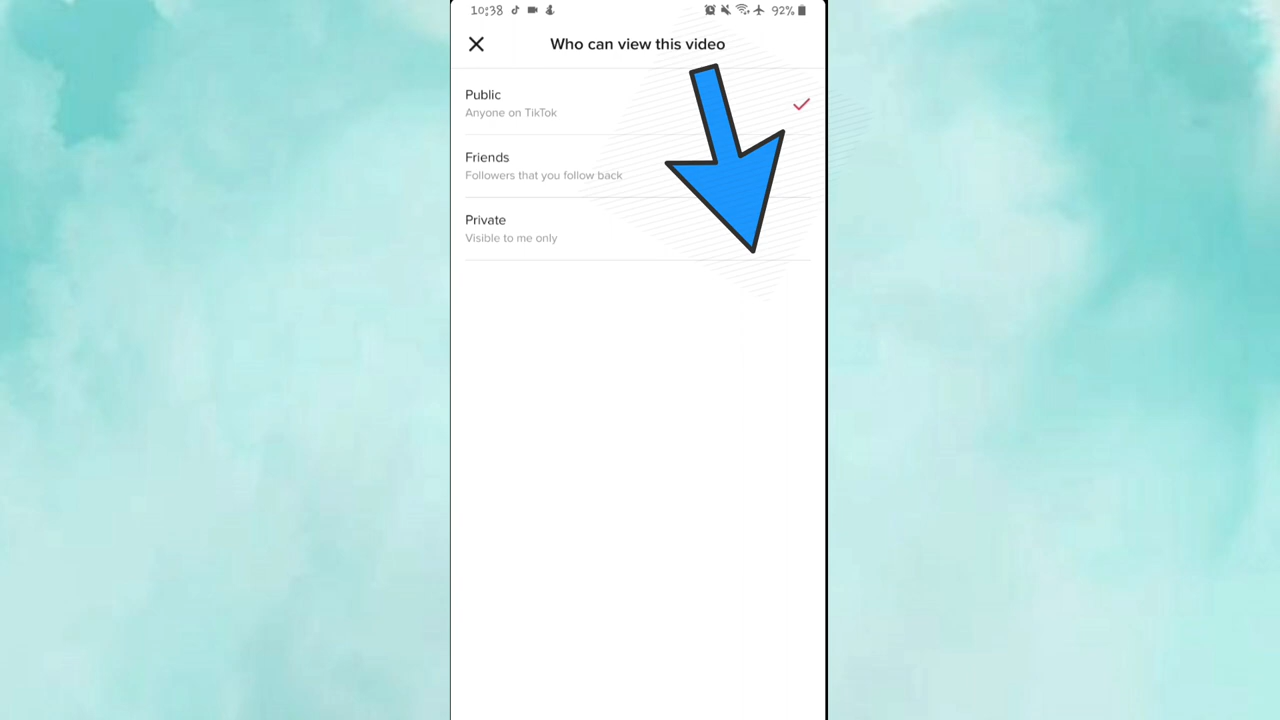 10:38 92%
Who can view this video
Public
Anyone on TikTok
Friends
Followers that you follow back
Private
Visible to me only